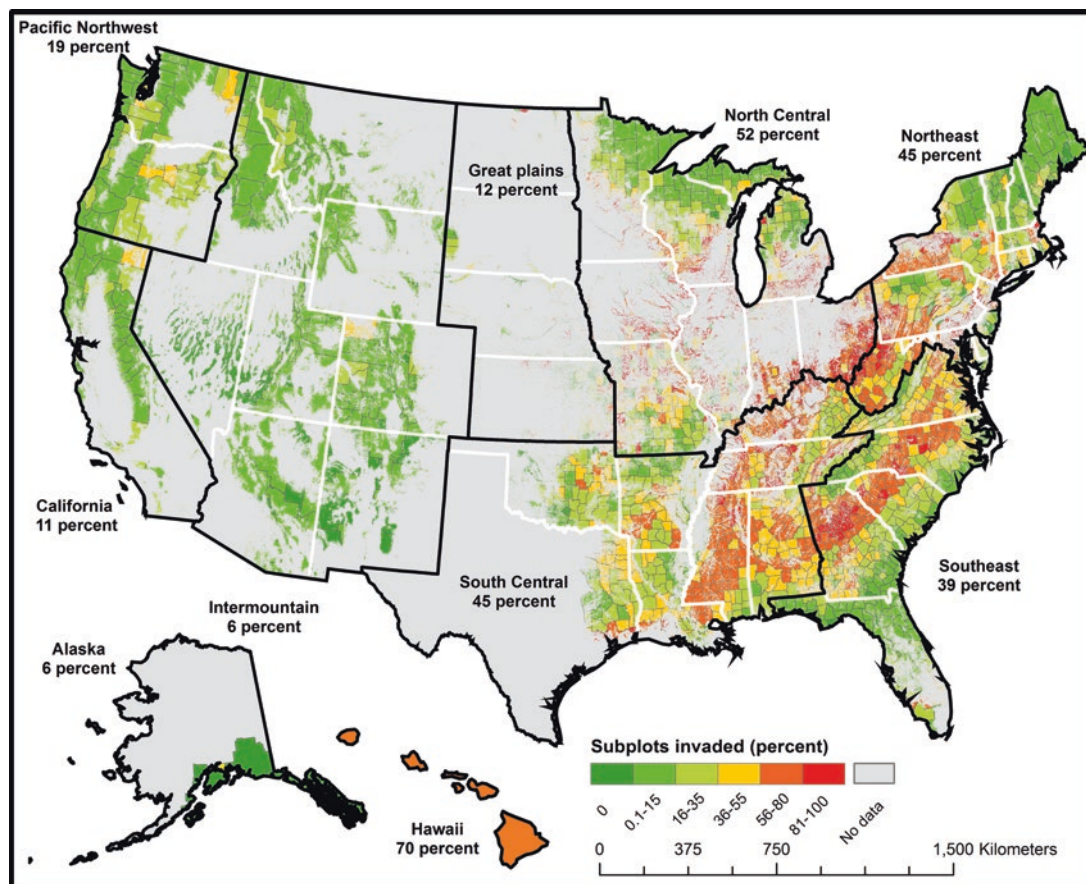 Pacific Northwest
19 percent
North Central
52 percent
Northeast
45 percent
Great plains
12 percent
California
11 percent
South Central
45 percent
Southeast
39 percent
Intermountain
6 percent
Alaska
6 percent
Hawaii
70 percent
Subplots invaded (percent)
0
0.1-15
16-35
36-55
56-80
81-100
No data
0 375 750 1,500 Kilometers